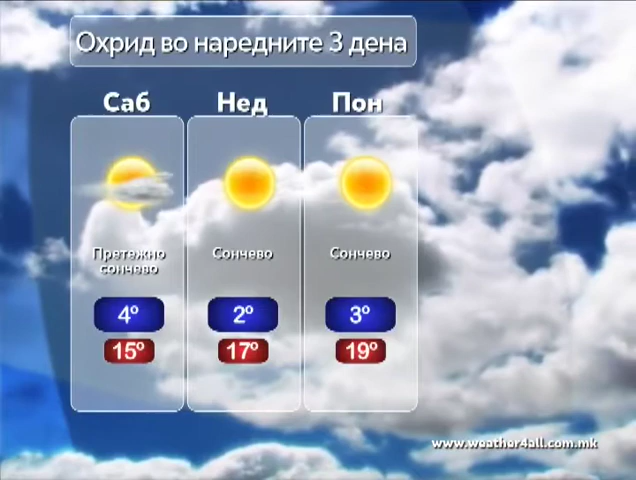 Охрид во наредните 3 дена
Саб Нед Пон
Претежно сончево
Сончево
Сончево
4º 2º 3º
15º 17º 19º
www.weather4all.com.mk